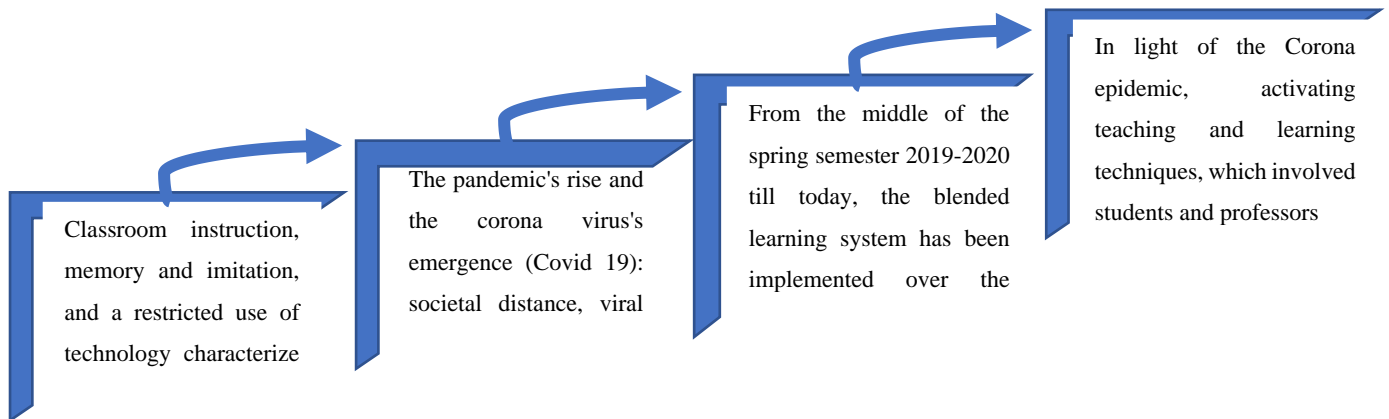 Classroom instruction,
memory and imitation,
and a restricted use of
technology characterize
The pandemic's rise and
the corona virus's
emergence (Covid 19):
societal distance, viral
From the middle of the
spring semester 2019-2020
till today, the blended
learning system has been
implemented over the
In light of the Corona
epidemic, activating
teaching and learning
techniques, which involved
students and professors